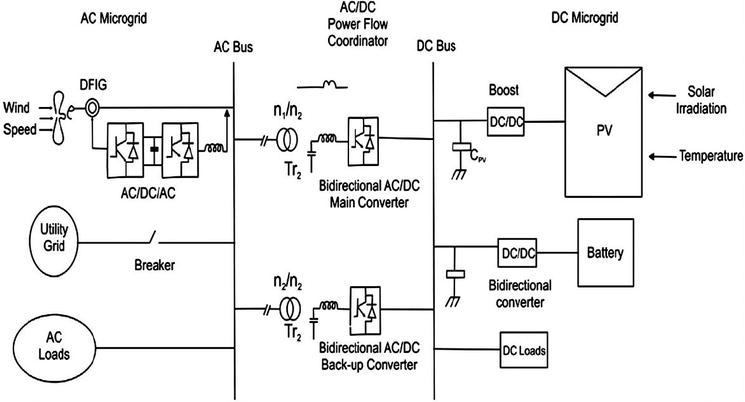 AC Microgrid
AC/DC
Power Flow
Coordinator
DC Microgrid
AC Bus
DC Bus
DFIG
Wind
Speed
AC/DC/AC
n1/n2
Tr2
Bidirectional AC/DC
Main Converter
Boost
DC/DC
CPV
PV
Solar
Irradiation
Temperature
Utility
Grid
Breaker
DC/DC
Bidirectional
converter
Battery
AC
Loads
n2/n2
Tr2
Bidirectional AC/DC
Back-up Converter
DC Loads